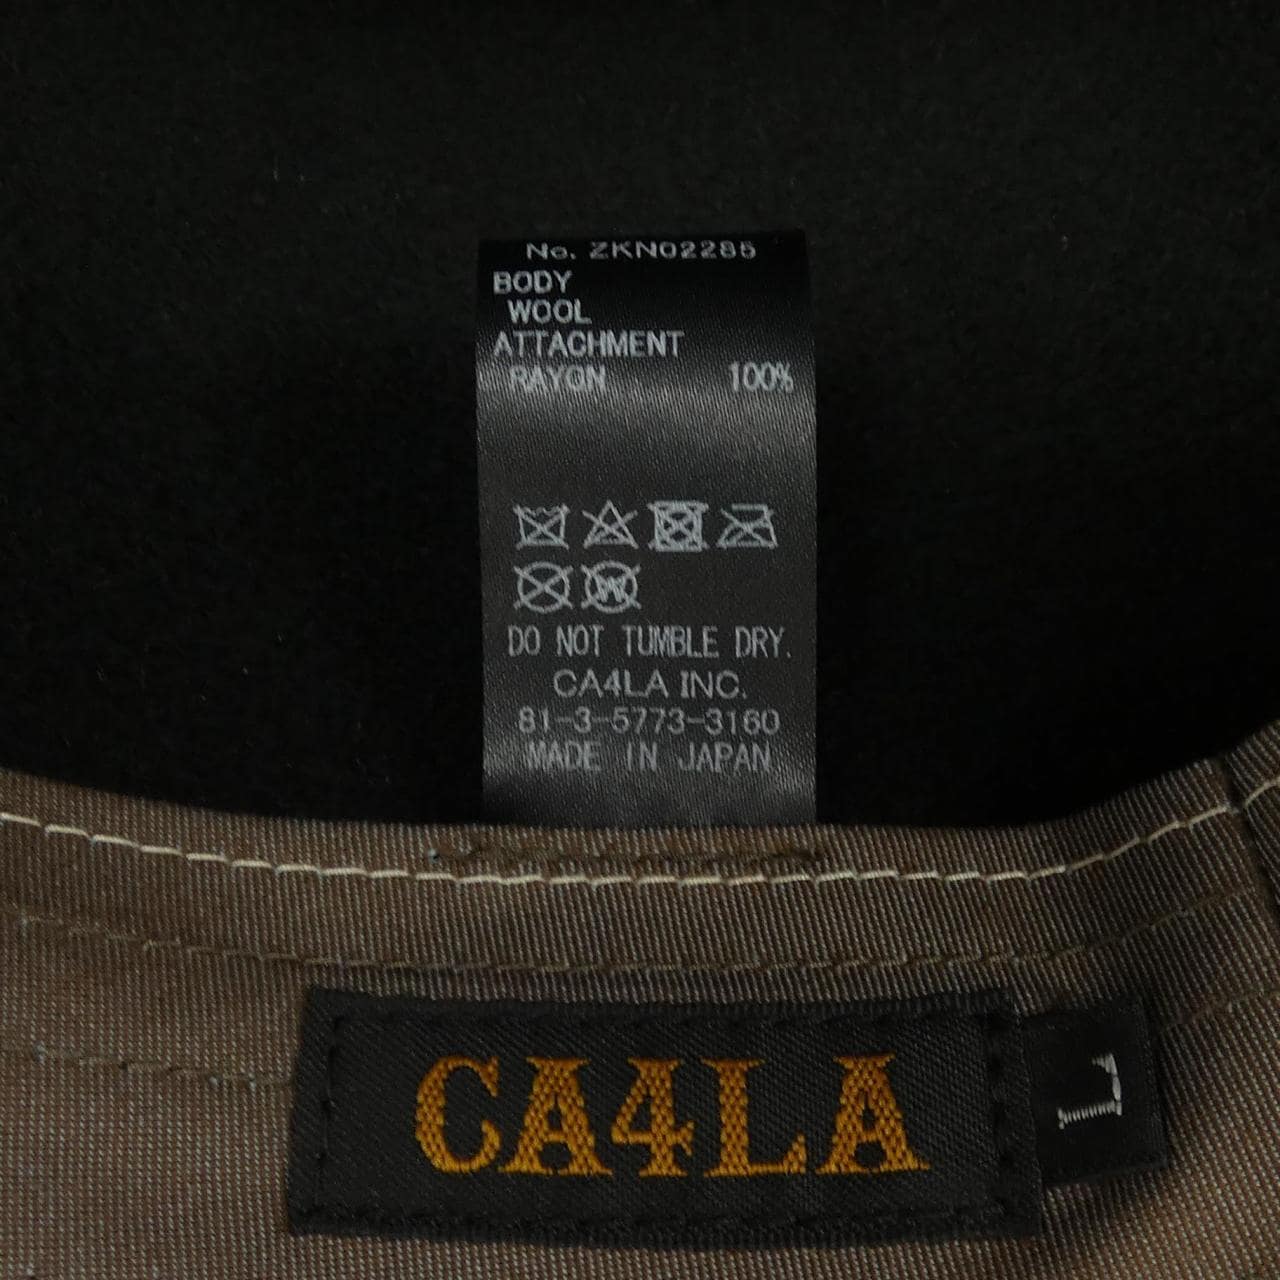 No. ZKN02285
BODY
WOOL
ATTACHMENT
RAYON 100%
W
DO NOT TUMBLE DRY.
CA4LA INC.
81-3-5773-3160
MADE IN JAPAN
CA4LA
L